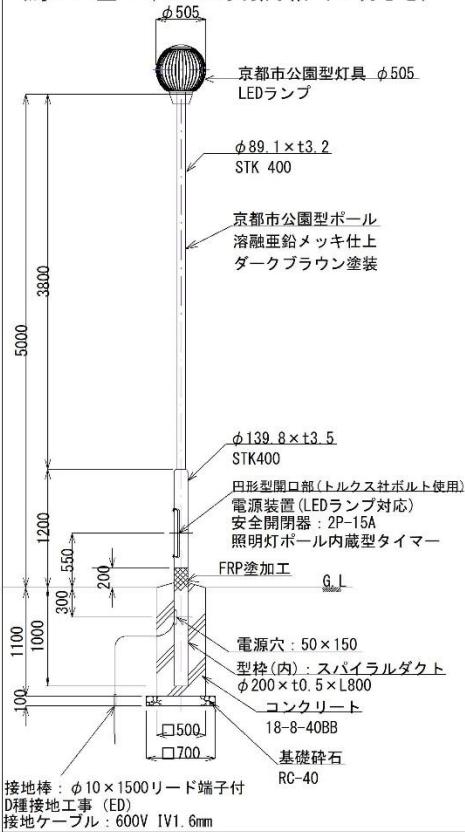 φ505
京都市公園型灯具 φ505
LEDランプ
φ89.1×t3.2
STK 400
京都市公園型ポール
溶融亜鉛メッキ仕上
ダークブラウン塗装
3800
5000
φ139.8×t3.5
STK400
円形型開口部(トルクス社ボルト使用)
電源装置(LEDランプ対応)
安全開閉器:2P-15A
照明灯ポール内蔵型タイマー
1200
550
200
FRP塗加工
G.L
300
1100
1000
100
電源穴:50×150
型枠(内):スパイラルダクト
φ200×t0.5×L800
コンクリート
18-8-40BB
□500
□700
基礎砕石
RC-40
接地棒:φ10×1500リード端子付
D種接地工事 (ED)
接地ケーブル:600V IV1.6mm